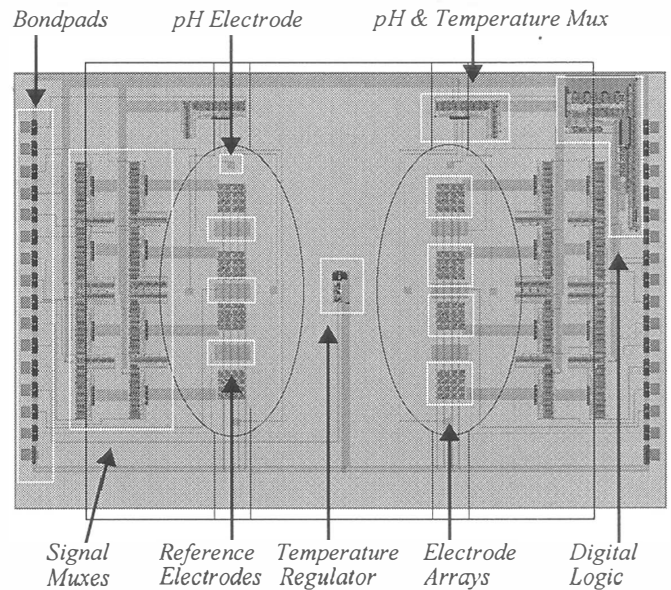 Bondpads pH Electrode pH & Temperature Mux
Signal Reference Temperature Electrode Digital
Muxes Electrodes Regulator Arrays Logic